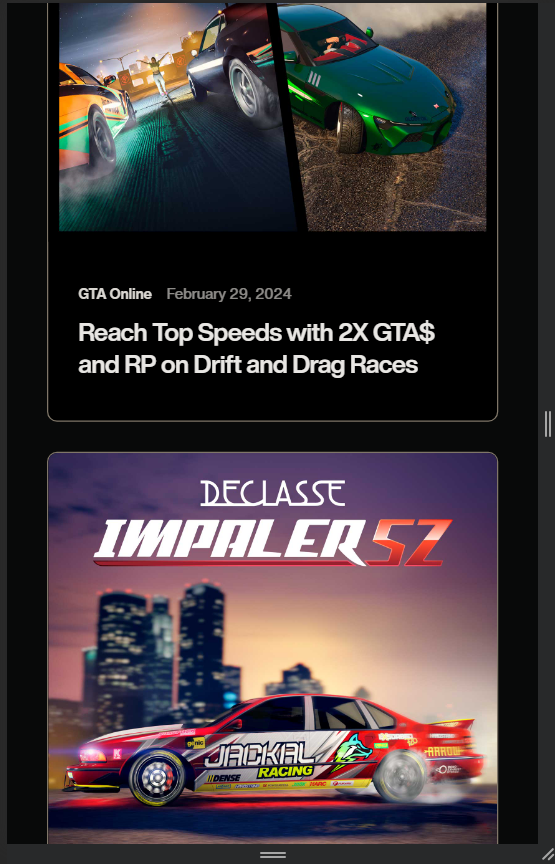 GTA Online February 29, 2024
Reach Top Speeds with 2X GTA$
and RP on Drift and Drag Races
DECLASSE
IMPALER SZ
JACKAL
RACING
DENSE